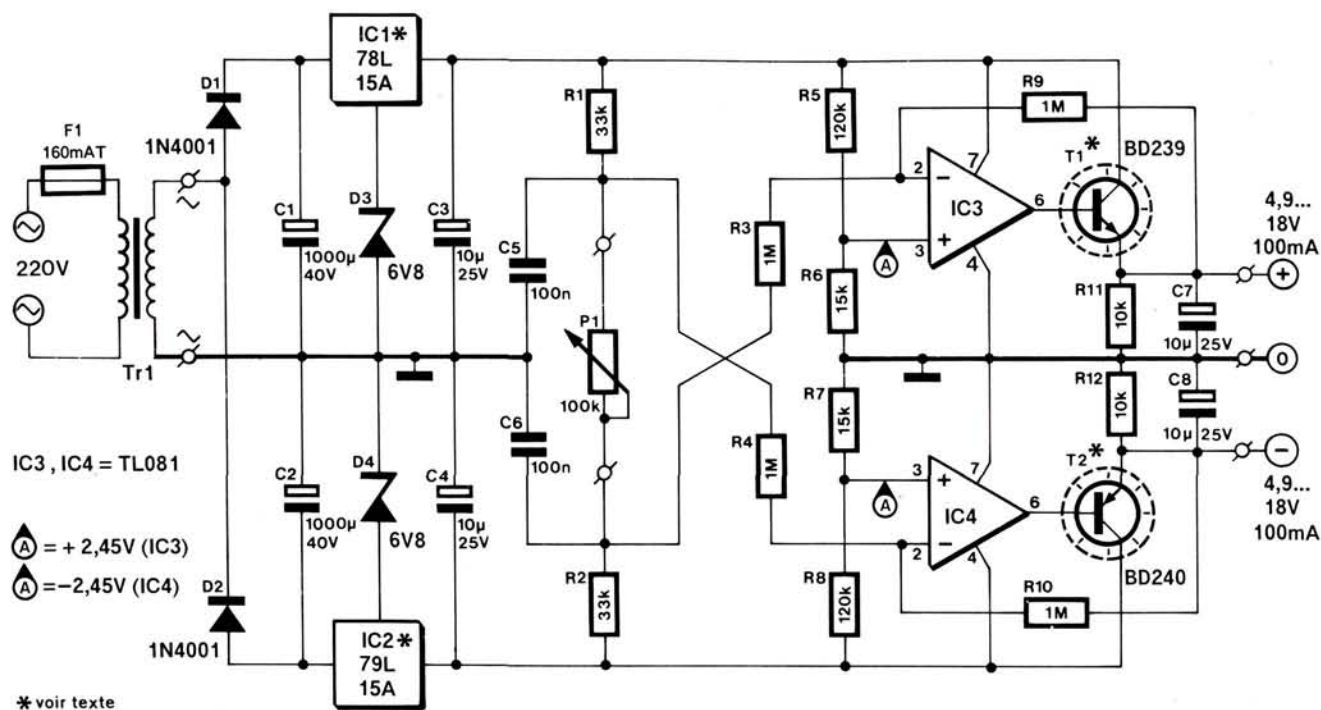 F1
160mAT
220V
Tr1
D1
1N4001
D2
1N4001
IC1*
78L
15A
C1
1000µ
40V
D3
6V8
C3
10µ
25V
C2
1000µ
40V
D4
6V8
C4
10µ
25V
IC2*
79L
15A
C5
100n
C6
100n
R1
33k
P1
100k
R2
33k
R3
1M
R4
1M
R5
120k
R6
15k
R7
15k
R8
120k
A
2
3
7
4
6
IC3
R9
1M
T1*
BD239
4,9...
18V
100mA
+
R11
10k
C7
10µ 25V
0
R12
10k
C8
10µ 25V
A
3
2
7
4
6
IC4
T2*
BD240
R10
1M
−
4,9...
18V
100mA
IC3, IC4 = TL081
A = + 2,45V (IC3)
A = −2,45V (IC4)
* voir texte